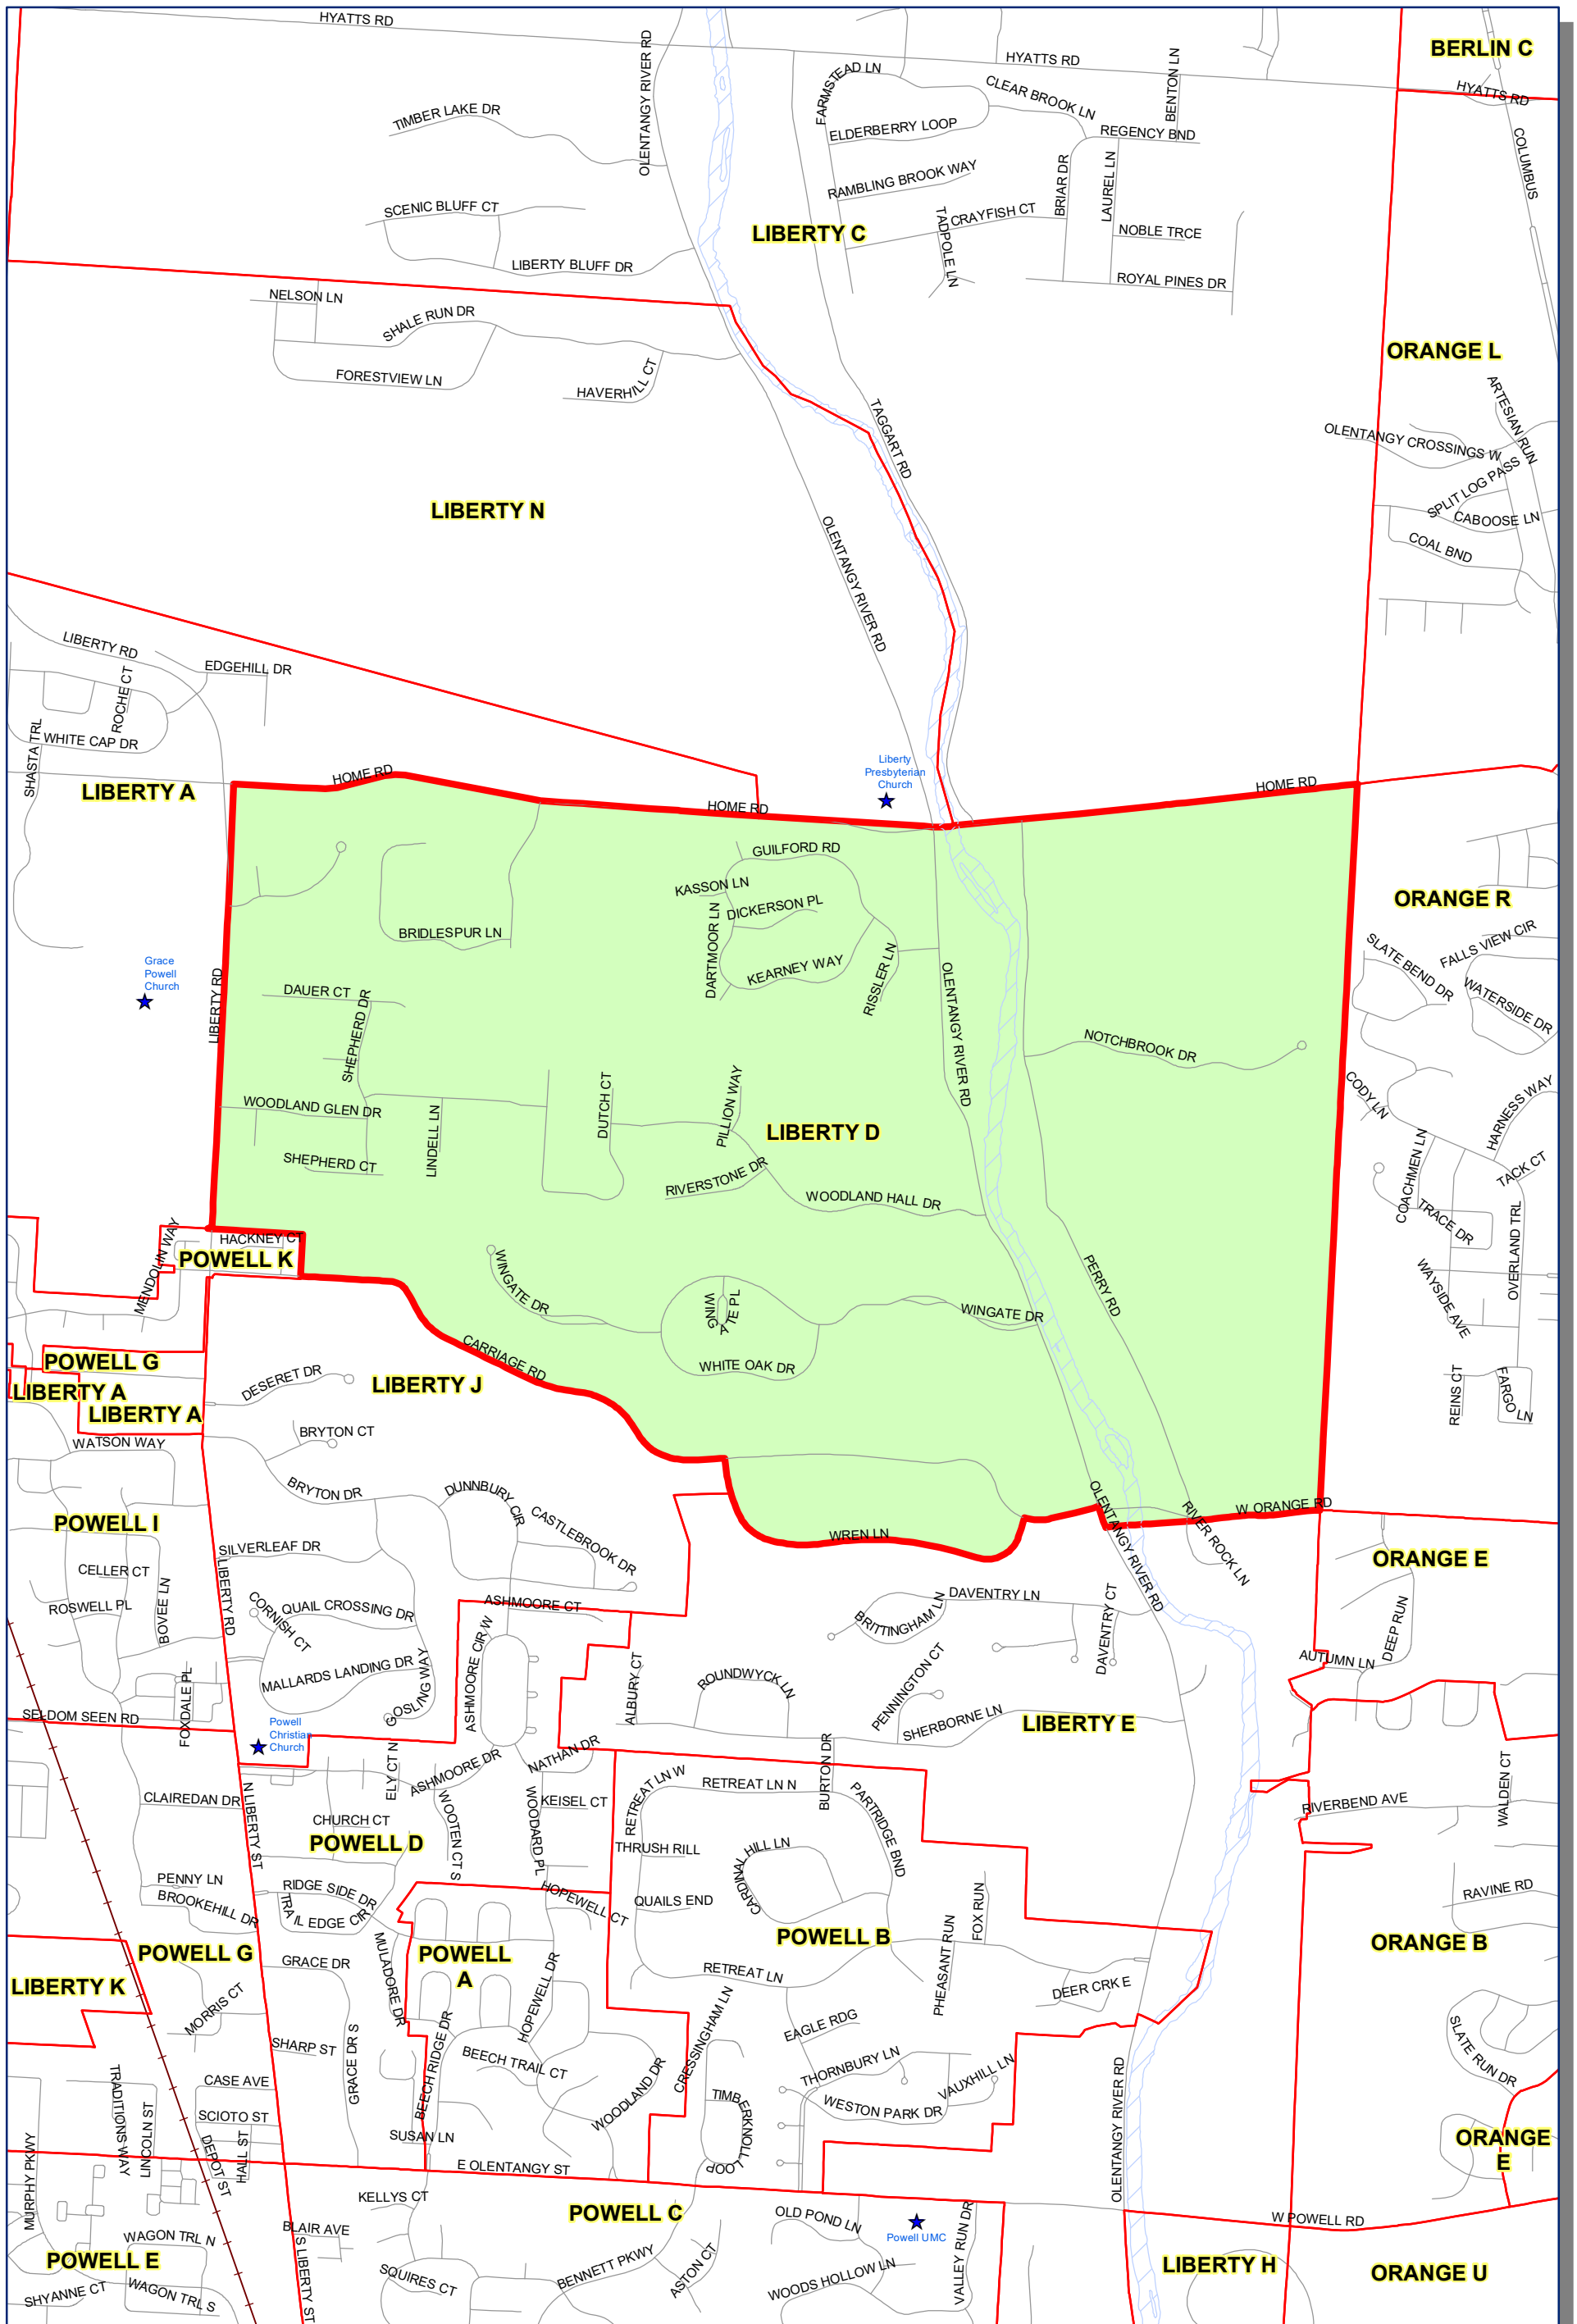 HYATTS RD
BERLIN C
OLENTANGY RIVER RD
HYATTS RD
BENTON LN
FARMSTEAD LN
CLEAR BROOK LN
HYATTS RD
TIMBER LAKE DR
ELDERBERRY LOOP
REGENCY BND
COLUMBUS
RAMBLING BROOK WAY
BRIAR DR
LAUREL LN
SCENIC BLUFF CT
LIBERTY C
TADPOLE LN
CRAYFISH CT
NOBLE TRCE
LIBERTY BLUFF DR
ROYAL PINES DR
NELSON LN
SHALE RUN DR
ORANGE L
FORESTVIEW LN
HAVERHILL CT
TAGGART RD
ARTESIAN RUN
OLENTANGY CROSSINGS W
SPLIT LOG PASS
CABOOSE LN
LIBERTY N
OLENTANGY RIVER RD
COAL BND
LIBERTY RD
EDGEHILL DR
ROCHE CT
WHITE CAP DR
SHASTA TRL
LIBERTY A
HOME RD
Liberty
Presbyterian
Church
HOME RD
HOME RD
GUILFORD RD
KASSON LN
DICKERSON PL
DARTMOOR LN
ORANGE R
BRIDLESPUR LN
KEARNEY WAY
RISSLER LN
SLATE BEND DR
FALLS VIEW CIR
WATERSIDE DR
Grace
Powell
Church
LIBERTY RD
DAUER CT
SHEPHERD DR
OLENTANGY RIVER RD
NOTCHBROOK DR
CODY LN
HARNESS WAY
WOODLAND GLEN DR
LINDELL LN
DUTCH CT
PILLION WAY
LIBERTY D
SHEPHERD CT
RIVERSTONE DR
WOODLAND HALL DR
COACHMEN LN
TACK CT
TRACE DR
OVERLAND TRL
MENDOLIN WAY
HACKNEY CT
POWELL K
WINGATE DR
WINGATE PL
WINGATE DR
PERRY RD
WAYSIDE AVE
CARRIAGE RD
WHITE OAK DR
POWELL G
LIBERTY A
LIBERTY A
DESERET DR
LIBERTY J
REINS CT
FARGO LN
WATSON WAY
BRYTON CT
BRYTON DR
DUNNBURY CIR
CASTLEBROOK DR
POWELL I
OLENTANGY RIVER RD
RIVER ROCK LN
W ORANGE RD
WREN LN
SILVERLEAF DR
LIBERTY RD
ORANGE E
CELLER CT
ROSWELL PL
BOVEE LN
CORNISH CT
QUAIL CROSSING DR
ASHMOORE CT
ASHMOORE CIR W
DAVENTRY LN
BRITTINGHAM LN
DAVENTRY CT
DEEP RUN
AUTUMN LN
MALLARDS LANDING DR
GOSLING WAY
ALBURY CT
ROUNDWYCK LN
PENNINGTON CT
SHERBORNE LN
LIBERTY E
FOXDALE PL
SELDOM SEEN RD
Powell
Christian
Church
ELY CT N
ASHMOORE DR
NATHAN DR
BURTON DR
RETREAT LN W
RETREAT LN N
PARTRIDGE BND
WALDEN CT
RIVERBEND AVE
CLAIREDAN DR
N LIBERTY ST
CHURCH CT
POWELL D
WOOTEN CT S
WOODARD PL
KEISEL CT
THRUSH RILL
CARDINAL HILL LN
PENNY LN
BROOKEHILL DR
RIDGE SIDE DR
TRAIL EDGE CIR
HOPEWELL CT
QUAILS END
FOX RUN
RAVINE RD
POWELL G
LIBERTY K
GRACE DR
MULADORE DR
POWELL
A
HOPEWELL DR
POWELL B
PHEASANT RUN
RETREAT LN
DEER CRK E
ORANGE B
MORRIS CT
SHARP ST
GRACE DR S
BEECH RIDGE DR
BEECH TRAIL CT
WOODLAND DR
CRESSINGHAM LN
EAGLE RDG
THORNBURY LN
VAUXHILL LN
WESTON PARK DR
SLATE RUN DR
TRADITIONS WAY
LINCOLN ST
CASE AVE
SCIOTO ST
DEPOT ST
HALL ST
SUSAN LN
TIMBERKNOLL LOOP
OLENTANGY RIVER RD
ORANGE
E
MURPHY PKWY
E OLENTANGY ST
KELLYS CT
POWELL C
OLD POND LN
Powell UMC
VALLEY RUN DR
W POWELL RD
WAGON TRL N
POWELL E
BLAIR AVE
S LIBERTY ST
SQUIRES CT
BENNETT PKWY
ASTON CT
WOODS HOLLOW LN
LIBERTY H
ORANGE U
SHYANNE CT
WAGON TRL S